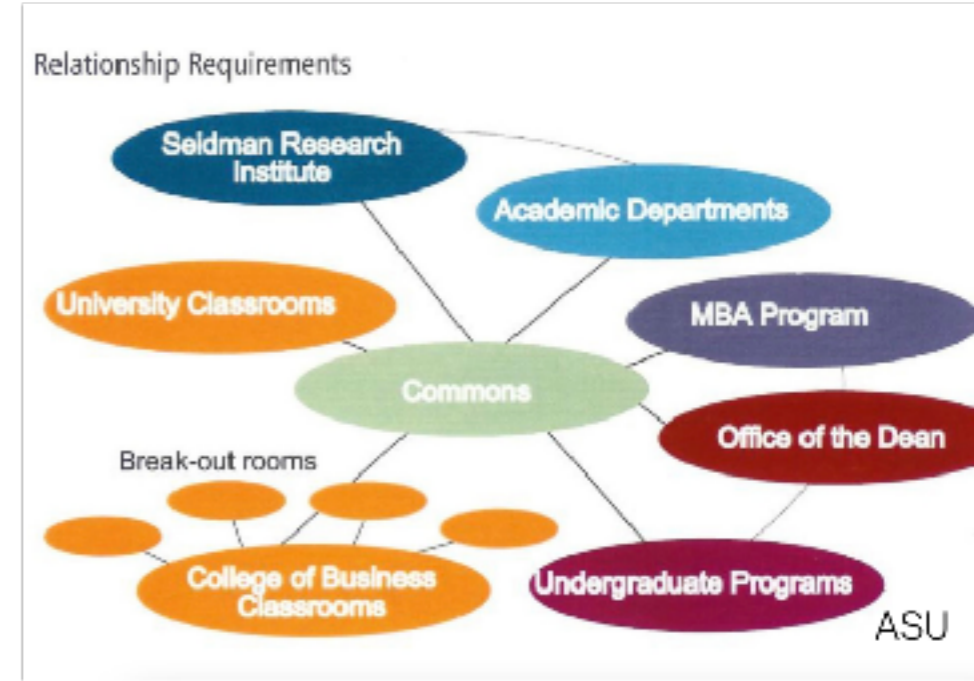 Relationship Requirements
Seidman Research
Institute
Academic Departments
University Classrooms
MBA Program
Commons
Office of the Dean
Break-out rooms
College of Business
Classrooms
Undergraduate Programs
ASU